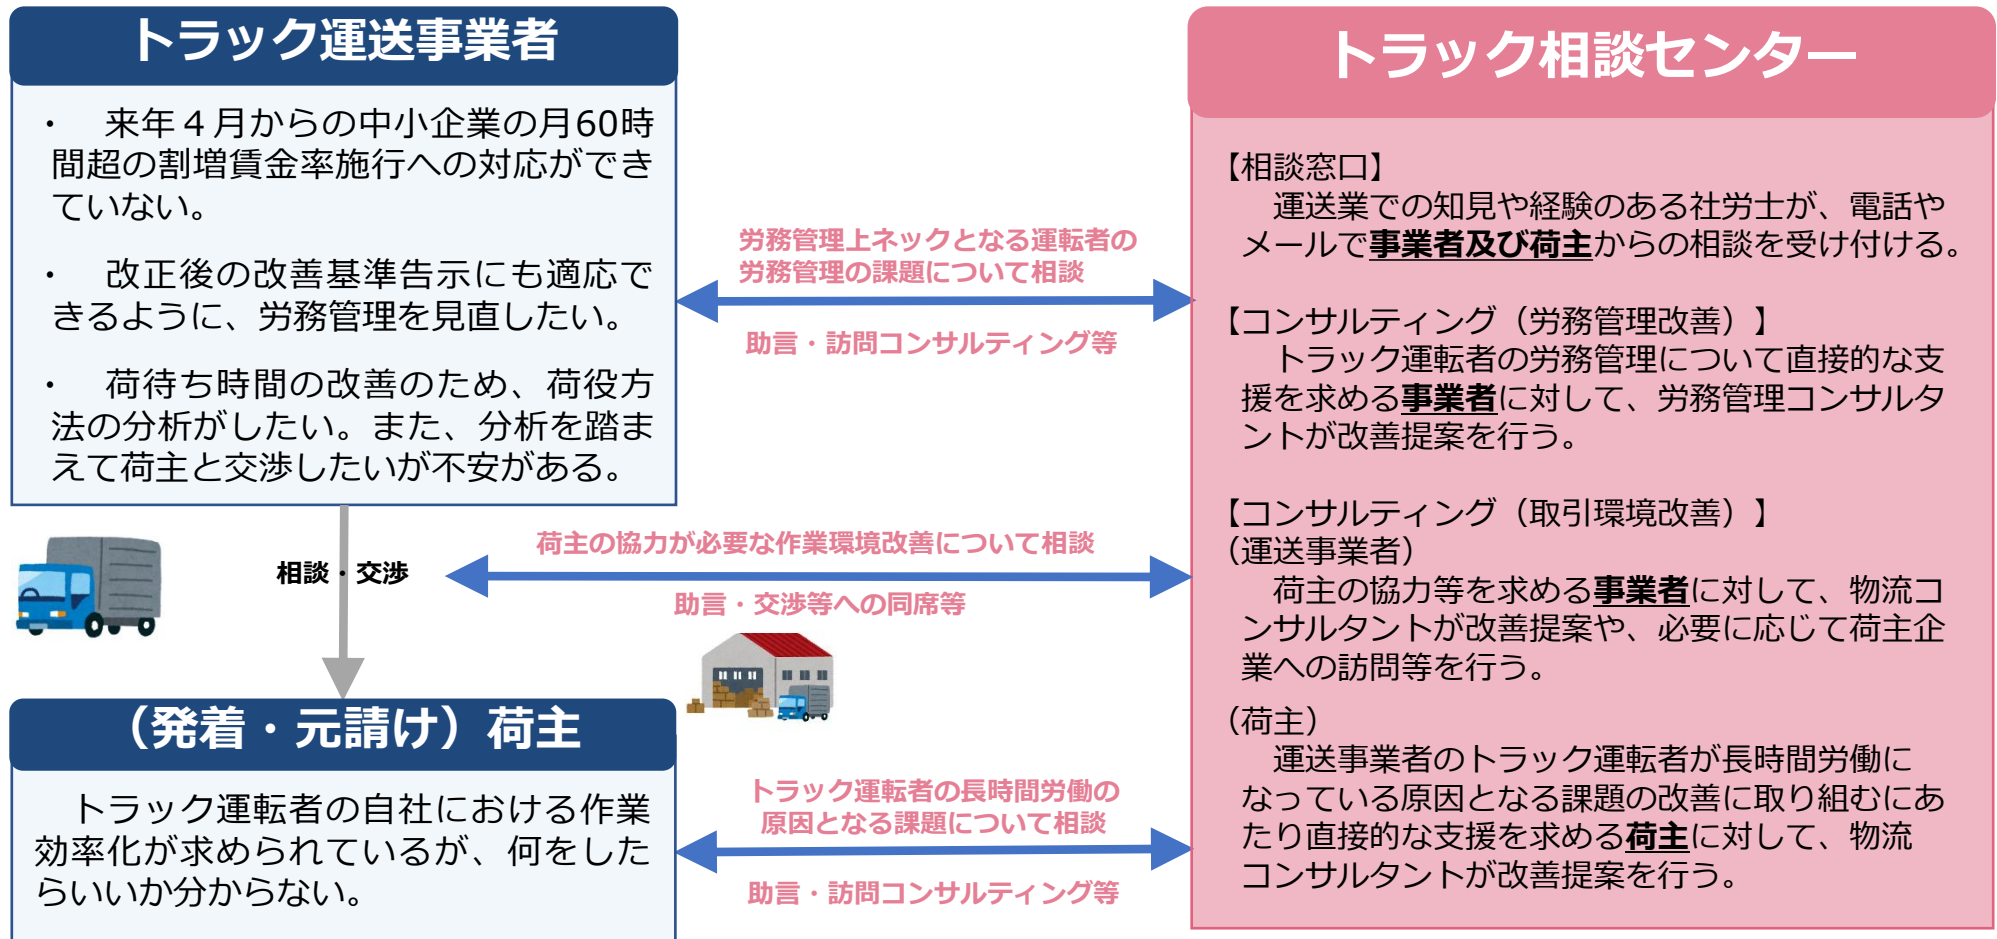 トラック運送事業者
・　来年４月からの中小企業の月60時
間超の割増賃金率施行への対応ができ
ていない。
・　改正後の改善基準告示にも適応で
きるように、労務管理を見直したい。
・　荷待ち時間の改善のため、荷役方
法の分析がしたい。また、分析を踏ま
えて荷主と交渉したいが不安がある。
相談・交渉
（発着・元請け）荷主
トラック運転者の自社における作業
効率化が求められているが、何をした
らいいか分からない。
労務管理上ネックとなる運転者の
労務管理の課題について相談
助言・訪問コンサルティング等
荷主の協力が必要な作業環境改善について相談
助言・交渉等への同席等
トラック運転者の長時間労働の
原因となる課題について相談
助言・訪問コンサルティング等
トラック相談センター
【相談窓口】
運送業での知見や経験のある社労士が、電話や
メールで事業者及び荷主からの相談を受け付ける。
【コンサルティング（労務管理改善）】
トラック運転者の労務管理について直接的な支
援を求める事業者に対して、労務管理コンサルタ
ントが改善提案を行う。
【コンサルティング（取引環境改善）】
（運送事業者）
荷主の協力等を求める事業者に対して、物流コ
ンサルタントが改善提案や、必要に応じて荷主企
業への訪問等を行う。
（荷主）
運送事業者のトラック運転者が長時間労働に
なっている原因となる課題の改善に取り組むにあ
たり直接的な支援を求める荷主に対して、物流
コンサルタントが改善提案を行う。